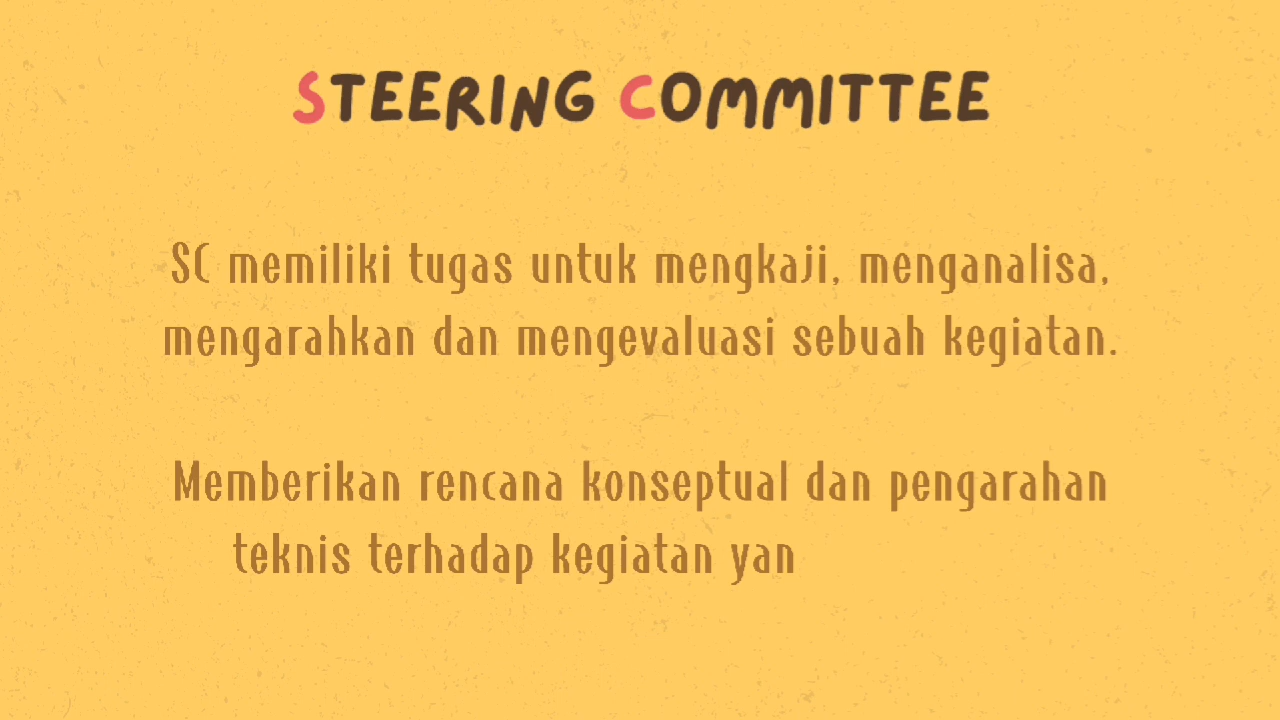 STEERING COMMITTEE
SC memiliki tugas untuk mengkaji, menganalisa,
mengarahkan dan mengevaluasi sebuah kegiatan.
Memberikan rencana konseptual dan pengarahan
teknis terhadap kegiatan yan